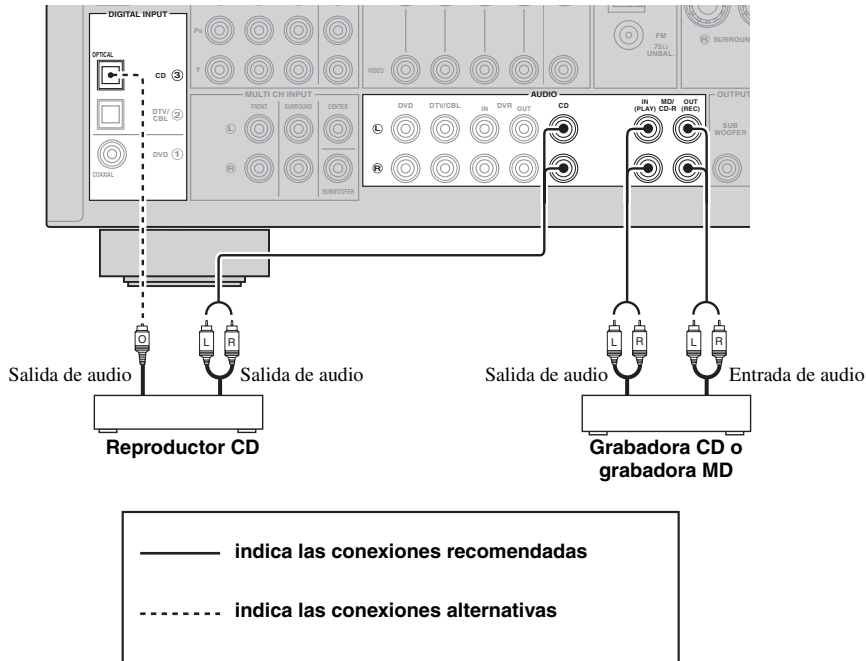 DIGITAL INPUT
OPTICAL
CD ③
DTV/
CBL ②
DVD ①
COAXIAL
PB
Y
VIDEO
FM
75Ω
UNBAL.
Ⓡ SURROUN
MULTI CH INPUT
FRONT SURROUND CENTER
Ⓛ
Ⓡ
SUBWOOFER
AUDIO
DVD DTV/CBL IN DVR OUT CD
IN (PLAY) MD/ CD-R OUT (REC)
Ⓛ
Ⓡ
OUTPUT
SUB
WOOFER
O
L R
L R
L R
Salida de audio
Salida de audio
Salida de audio
Entrada de audio
Reproductor CD
Grabadora CD o
grabadora MD
indica las conexiones recomendadas
indica las conexiones alternativas